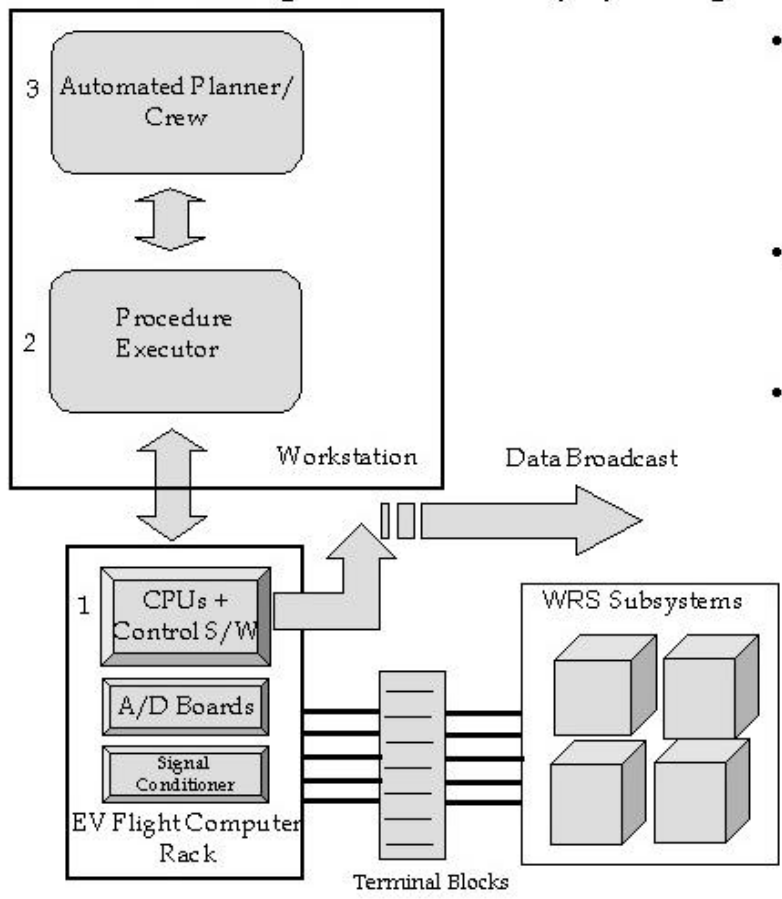 3
Automated Planner/
Crew
2
Procedure
Executor
Workstation
Data Broadcast
1
CPUs +
Control S/W
A/D Boards
Signal
Conditioner
EV Flight Computer
Rack
WRS Subsystems
Terminal Blocks